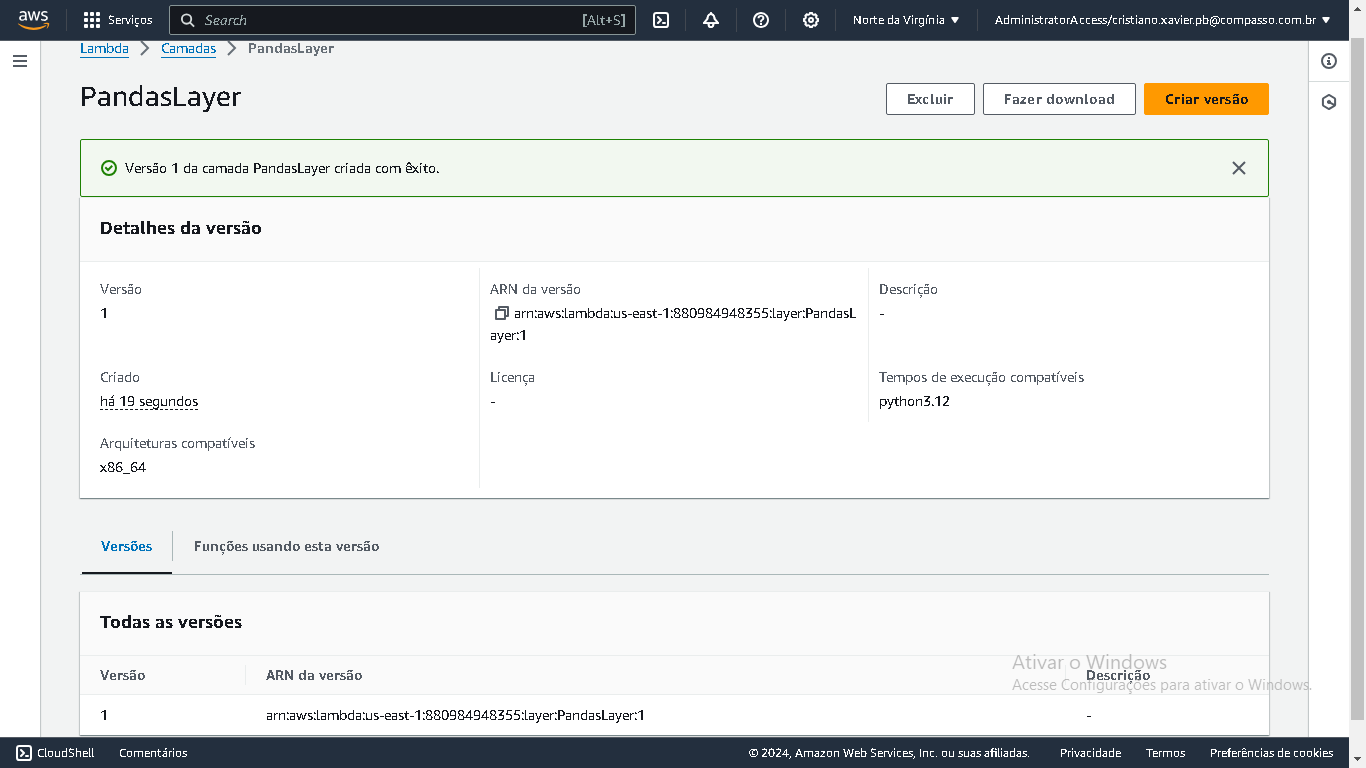 aws
Serviços
Search
[Alt+S]
Norte da Virgínia
AdministratorAccess/cristiano.xavier.pb@compasso.com.br
Lambda
Camadas
PandasLayer
PandasLayer
Excluir
Fazer download
Criar versão
Versão 1 da camada PandasLayer criada com êxito.
Detalhes da versão
Versão
1
ARN da versão
arn:aws:lambda:us-east-1:880984948355:layer:PandasL
ayer:1
Descrição
-
Criado
há 19 segundos
Licença
-
Tempos de execução compatíveis
python3.12
Arquiteturas compatíveis
x86_64
Versões
Funções usando esta versão
Todas as versões
Versão
ARN da versão
Descrição
1
arn:aws:lambda:us-east-1:880984948355:layer:PandasLayer:1
-
Ativar o Windows
Acesse Configurações para ativar o Windows.
CloudShell
Comentários
© 2024, Amazon Web Services, Inc. ou suas afiliadas.
Privacidade
Termos
Preferências de cookies